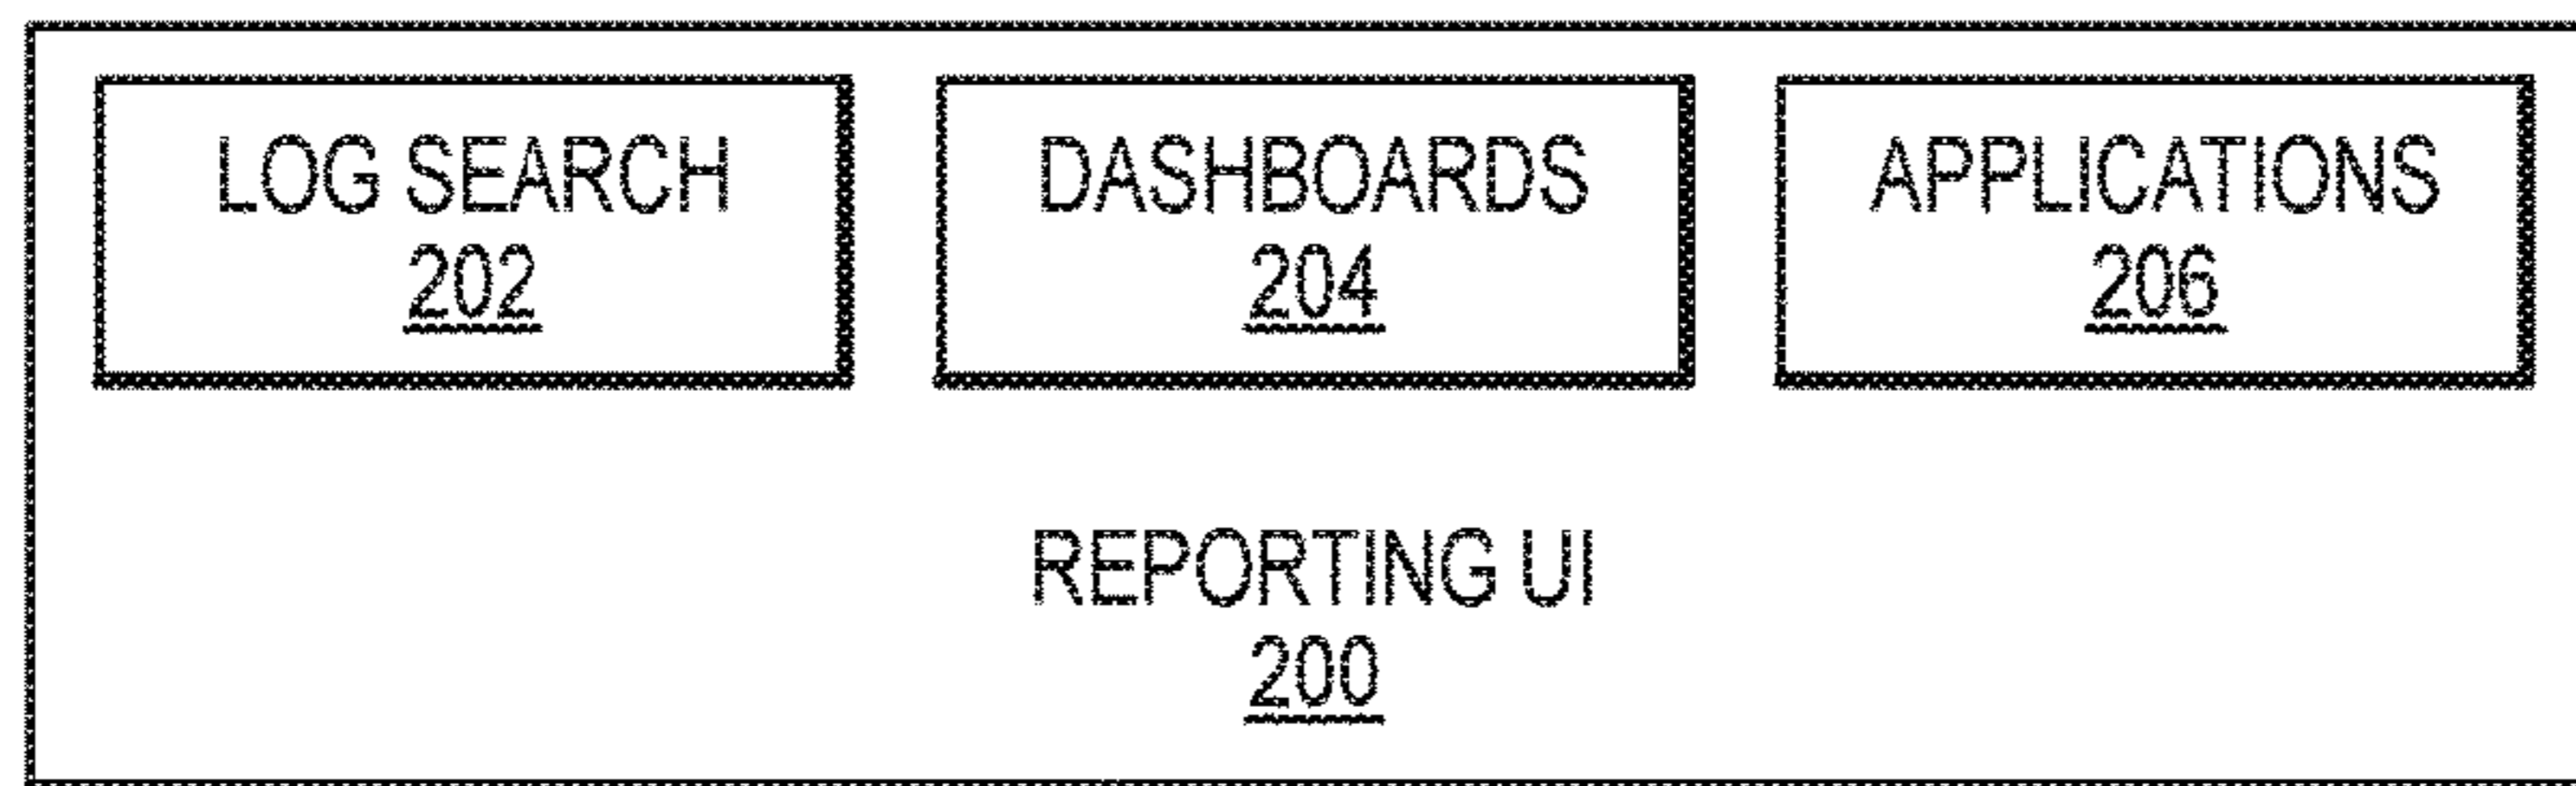 LOG SEARCH
202
DASHBOARDS
204
APPLICATIONS
206
REPORTING UI
200